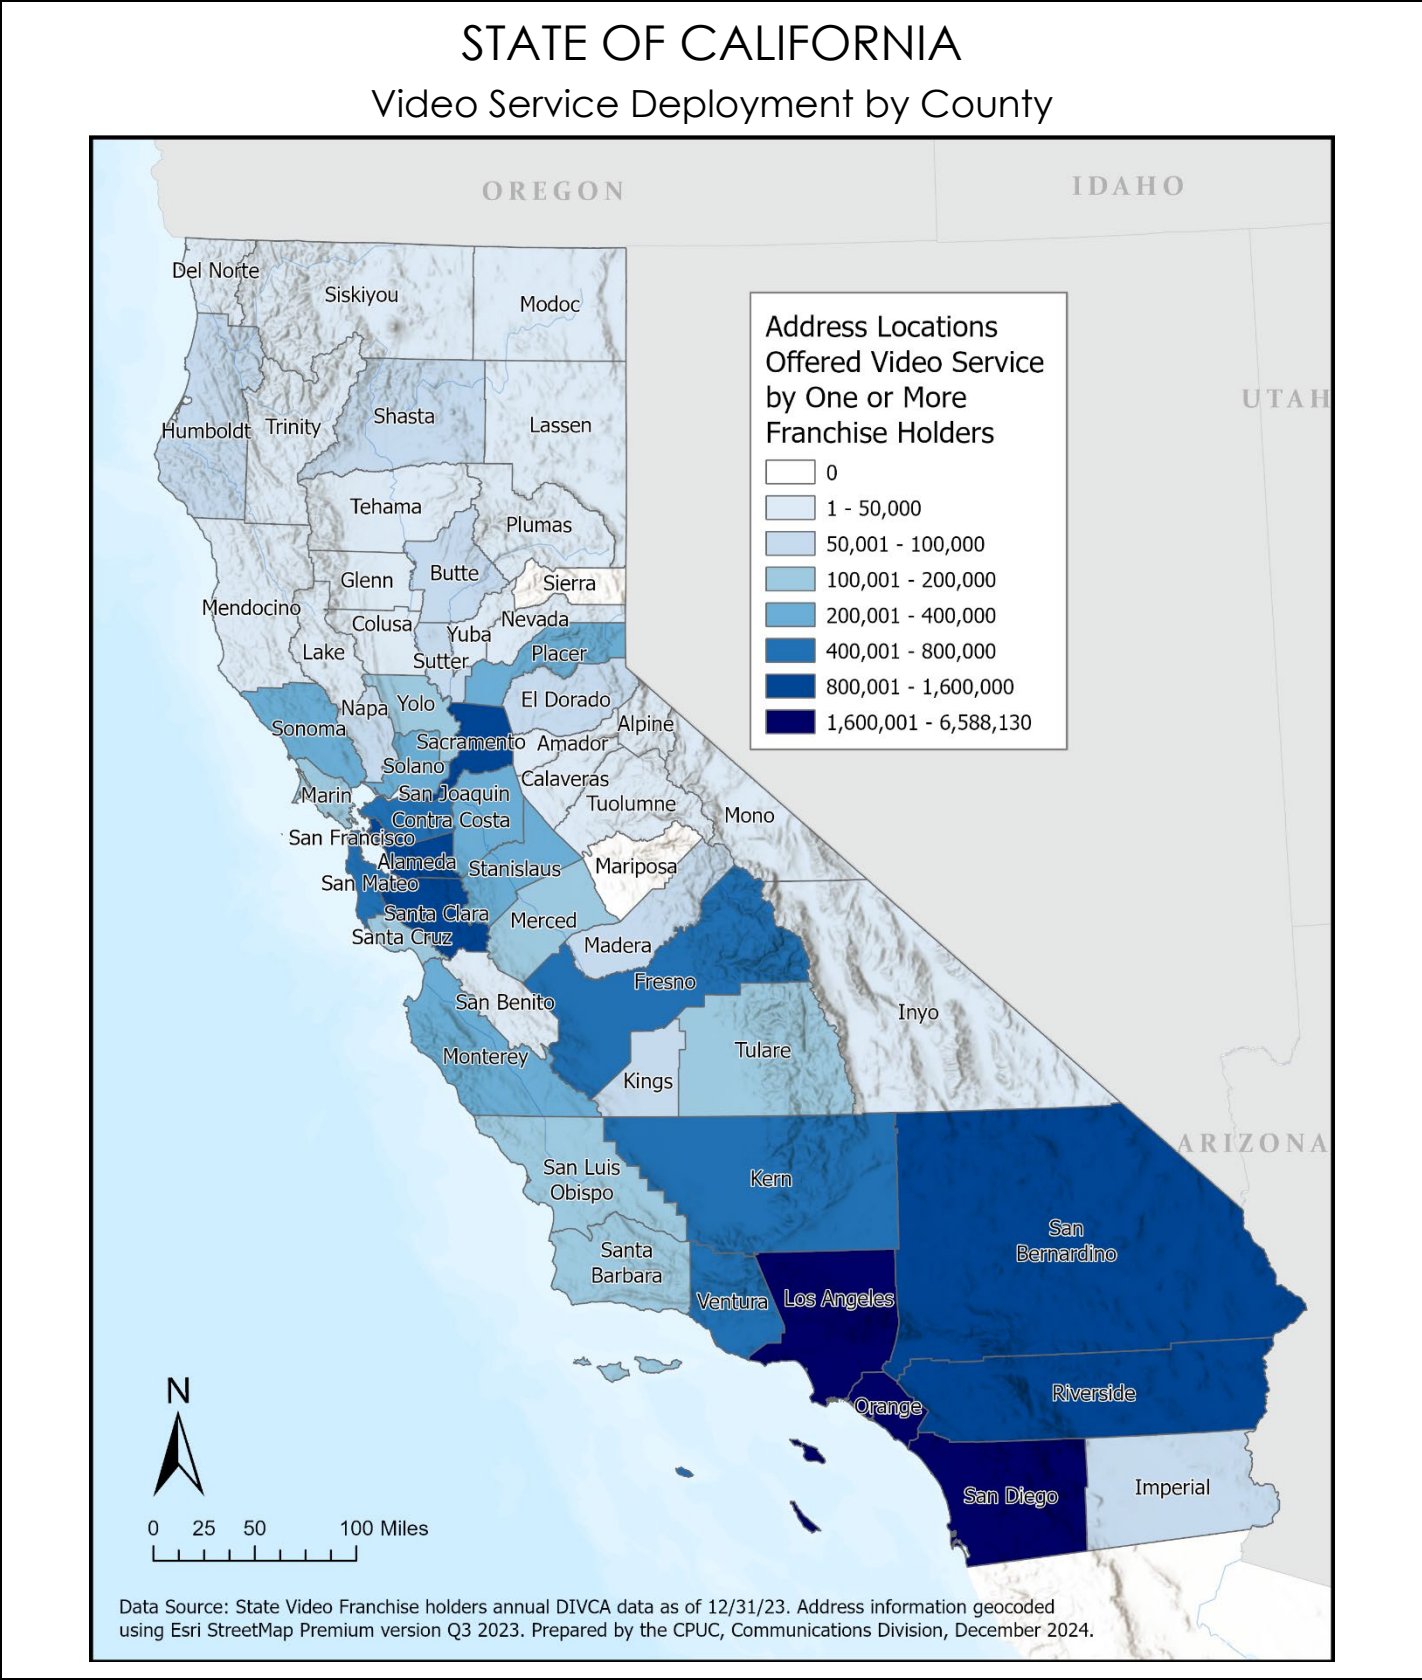 STATE OF CALIFORNIA
Video Service Deployment by County
OREGON
IDAHO
UTAH
ARIZONA
Address Locations
Offered Video Service
by One or More
Franchise Holders
0
1 - 50,000
50,001 - 100,000
100,001 - 200,000
200,001 - 400,000
400,001 - 800,000
800,001 - 1,600,000
1,600,001 - 6,588,130
Del Norte
Siskiyou
Modoc
Humboldt
Trinity
Shasta
Lassen
Tehama
Plumas
Glenn
Butte
Sierra
Mendocino
Colusa
Yuba
Nevada
Lake
Sutter
Placer
Napa
Yolo
El Dorado
Sonoma
Sacramento
Amador
Alpine
Solano
Calaveras
Marin
San Joaquin
Tuolumne
Contra Costa
Mono
San Francisco
Alameda
Stanislaus
Mariposa
San Mateo
Santa Clara
Merced
Santa Cruz
Madera
Fresno
San Benito
Inyo
Monterey
Tulare
Kings
San Luis
Obispo
Kern
San
Bernardino
Santa
Barbara
Ventura
Los Angeles
Orange
Riverside
San Diego
Imperial
N
0 25 50 100 Miles
Data Source: State Video Franchise holders annual DIVCA data as of 12/31/23. Address information geocoded
using Esri StreetMap Premium version Q3 2023. Prepared by the CPUC, Communications Division, December 2024.